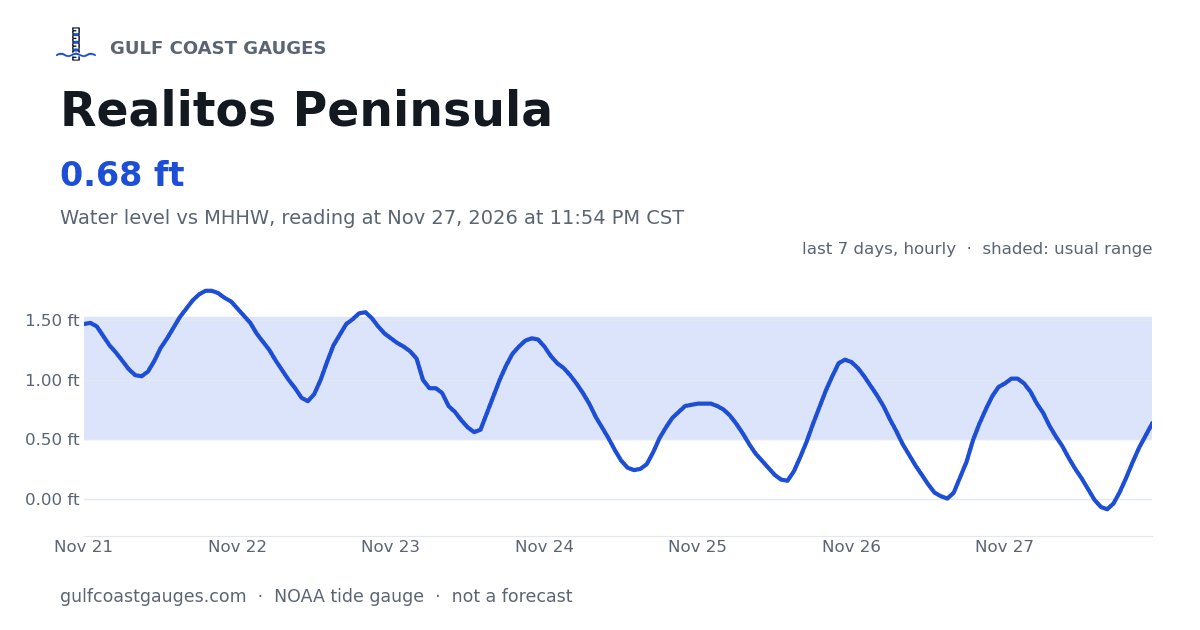 GULF COAST GAUGES
Realitos Peninsula
0.68 ft
Water level vs MHHW, reading at Nov 27, 2026 at 11:54 PM CST
last 7 days, hourly · shaded: usual range
1.50 ft
1.00 ft
0.50 ft
0.00 ft
Nov 21 Nov 22 Nov 23 Nov 24 Nov 25 Nov 26 Nov 27
gulfcoastgauges.com · NOAA tide gauge · not a forecast